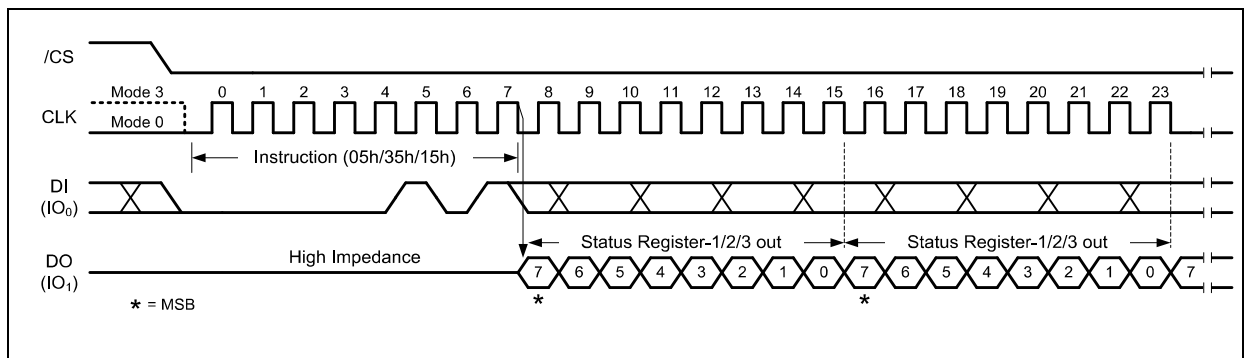 /CS
Mode 3
0 1 2 3 4 5 6 7 8 9 10 11 12 13 14 15 16 17 18 19 20 21 22 23
CLK
Mode 0
Instruction (05h/35h/15h)
DI
(IO₀)
Status Register-1/2/3 out Status Register-1/2/3 out
High Impedance
DO
(IO₁)
7 6 5 4 3 2 1 0 7 6 5 4 3 2 1 0 7
* *
* = MSB